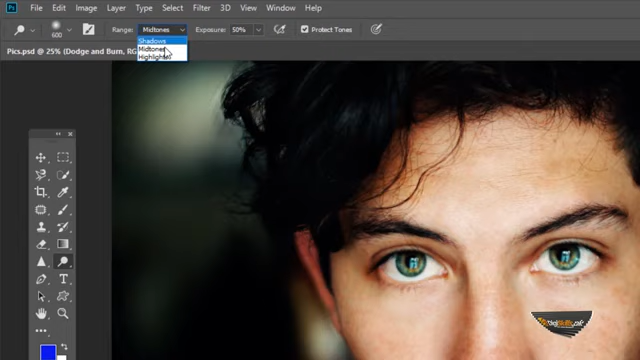 Ps File Edit Image Layer Type Select Filter 3D View Window Help
600 Range: Midtones Exposure: 50% Protect Tones
Shadows
Midtones
Highlights
Pics.psd @ 25% (Dodge and Burn, RG